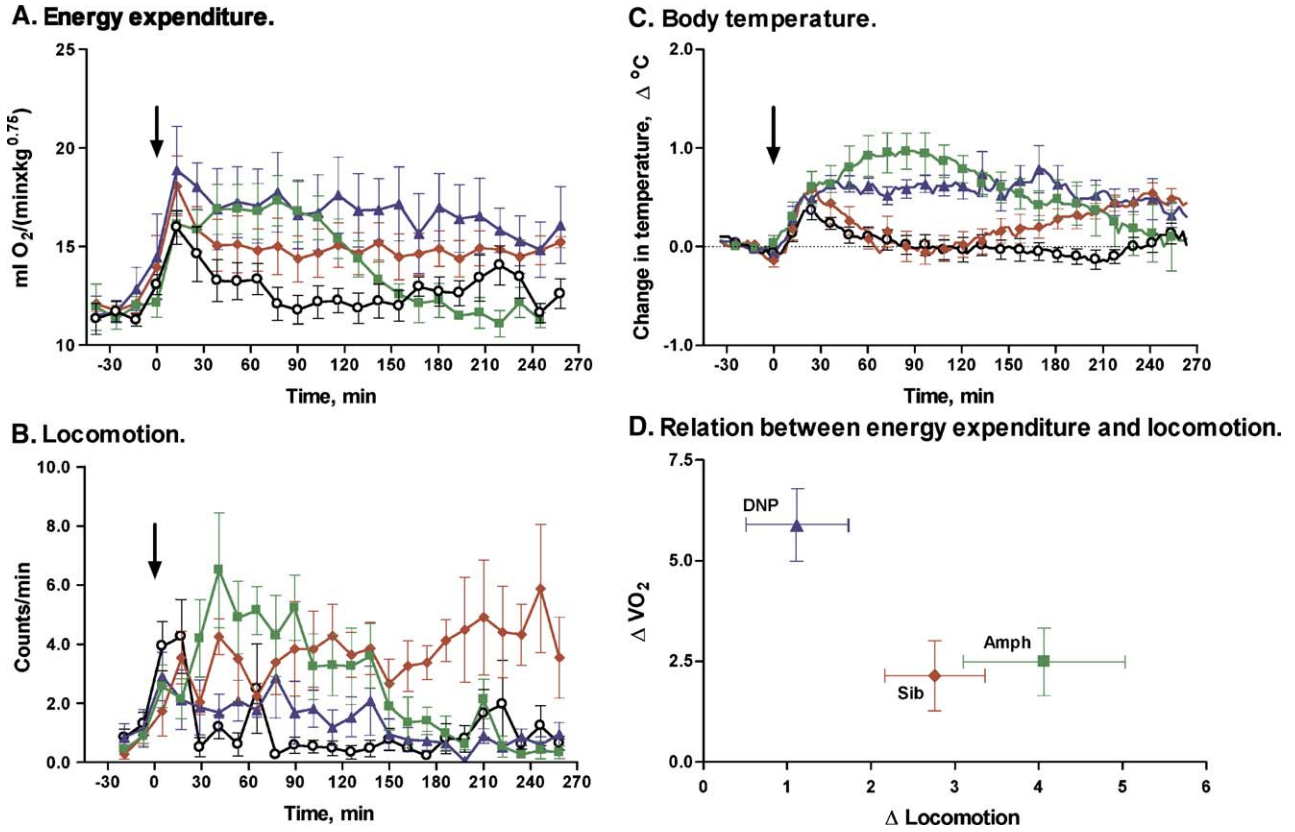 A. Energy expenditure.
25
20
15
10
ml O2/(minxkg0.75)
-30 0 30 60 90 120 150 180 210 240 270
Time, min
B. Locomotion.
10.0
8.0
6.0
4.0
2.0
0.0
Counts/min
-30 0 30 60 90 120 150 180 210 240 270
Time, min
C. Body temperature.
2.0
1.0
0.0
-1.0
Change in temperature, Δ °C
-30 0 30 60 90 120 150 180 210 240 270
Time, min
D. Relation between energy expenditure and locomotion.
7.5
5.0
2.5
0.0
Δ VO2
DNP
Amph
Sib
0 1 2 3 4 5 6
Δ Locomotion